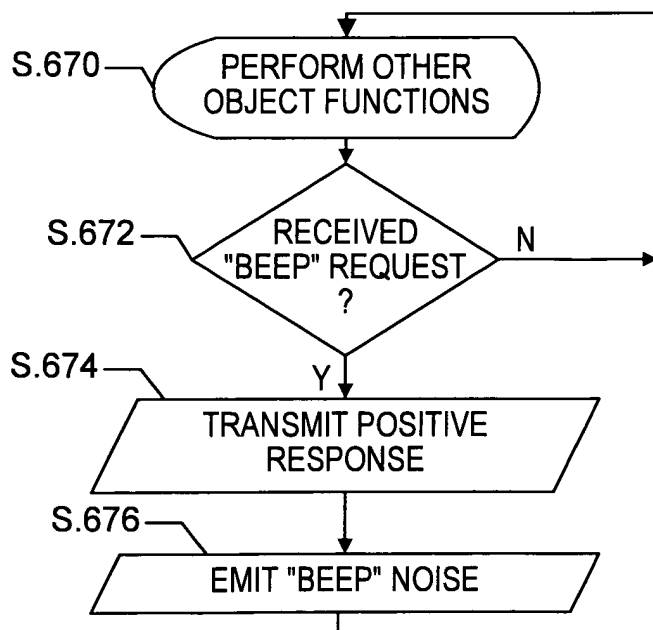 S.670
PERFORM OTHER
OBJECT FUNCTIONS
S.672
RECEIVED
"BEEP" REQUEST
?
N
Y
S.674
TRANSMIT POSITIVE
RESPONSE
S.676
EMIT "BEEP" NOISE